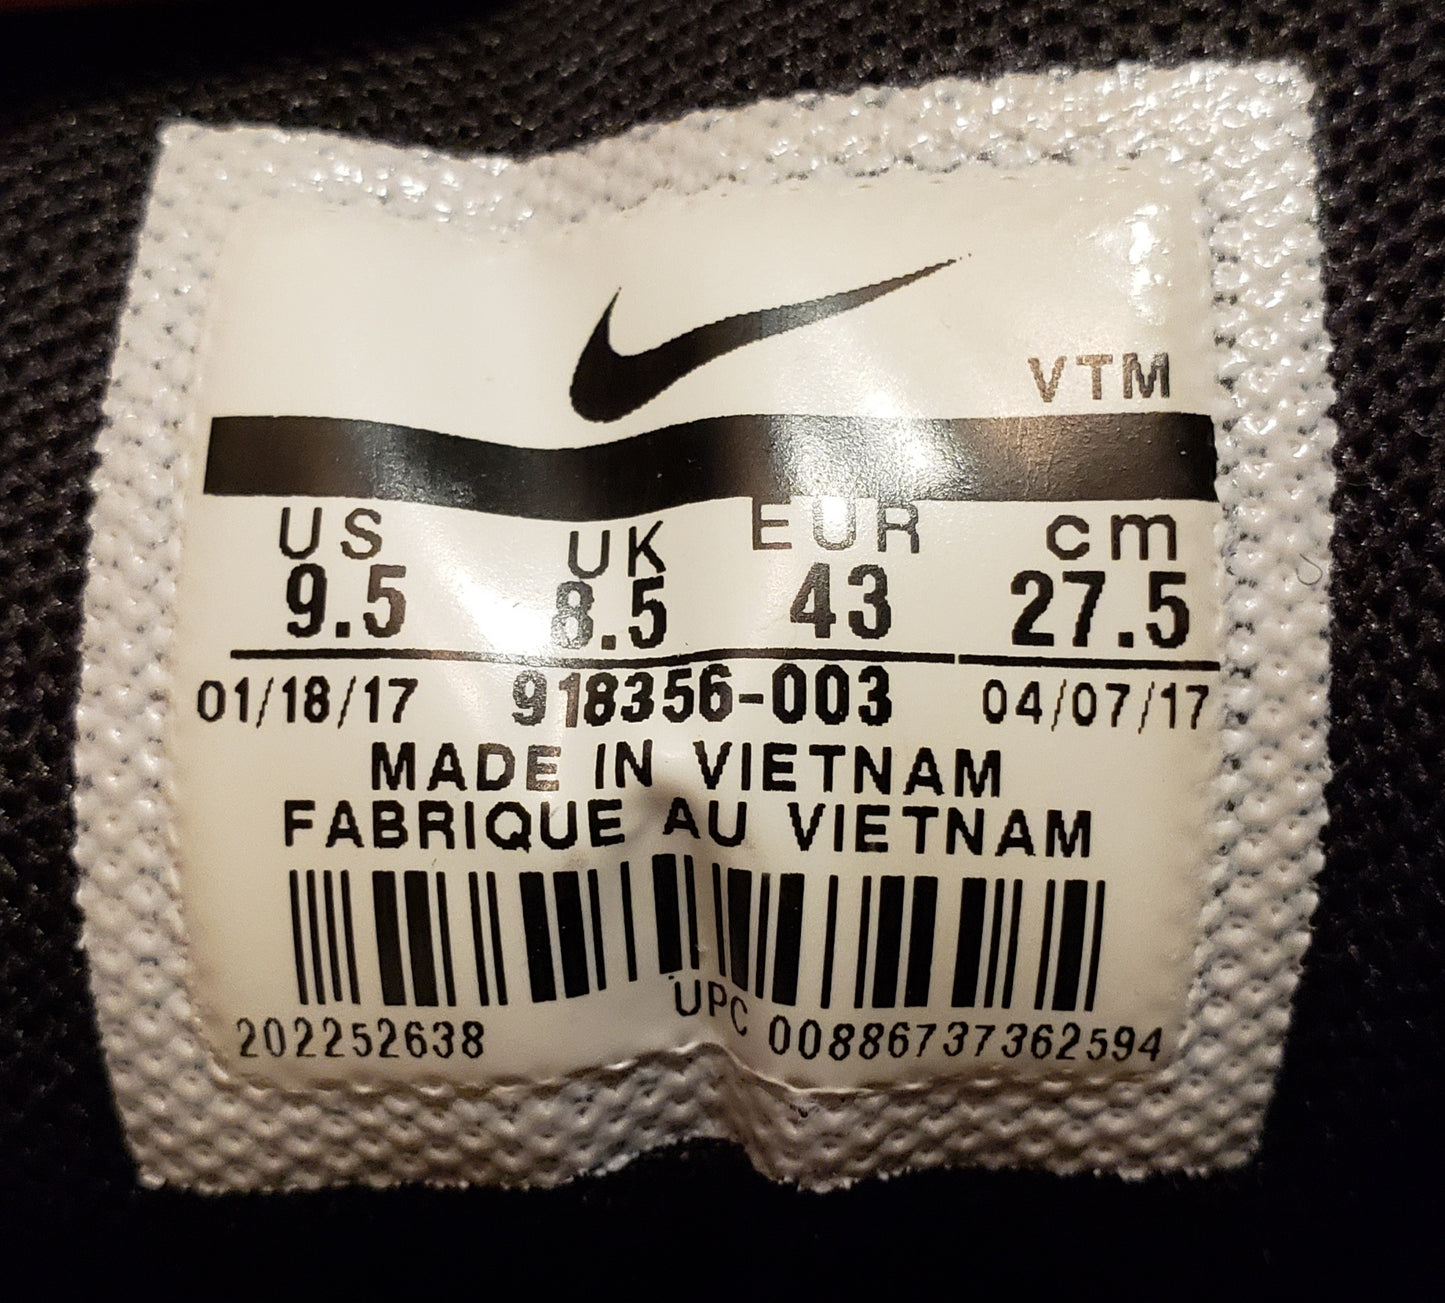 VTM
US UK EUR cm
9.5 8.5 43 27.5
01/18/17 918356-003 04/07/17
MADE IN VIETNAM
FABRIQUE AU VIETNAM
202252638 UPC 00886737362594